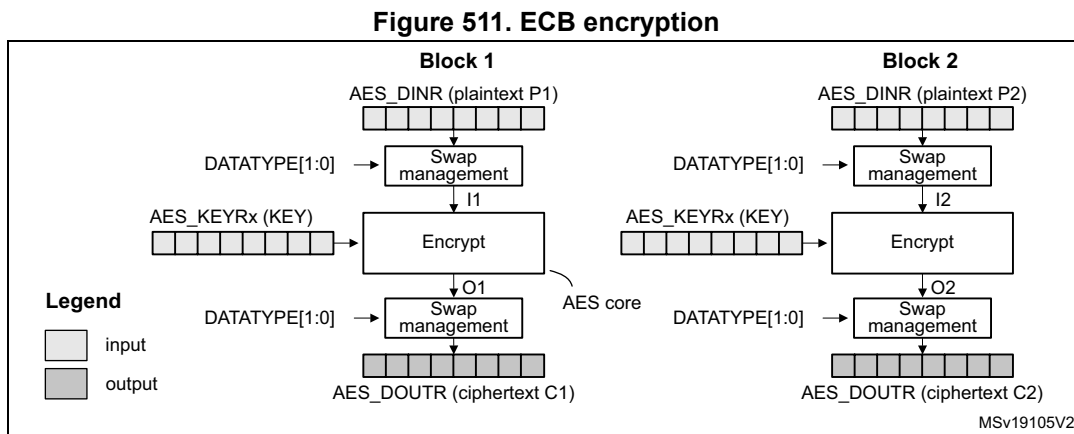 Figure 511. ECB encryption
Block 1
AES_DINR (plaintext P1)
DATATYPE[1:0]
Swap
management
I1
AES_KEYRx (KEY)
Encrypt
O1
AES core
DATATYPE[1:0]
Swap
management
AES_DOUTR (ciphertext C1)
Block 2
AES_DINR (plaintext P2)
DATATYPE[1:0]
Swap
management
I2
AES_KEYRx (KEY)
Encrypt
O2
DATATYPE[1:0]
Swap
management
AES_DOUTR (ciphertext C2)
Legend
input
output
MSv19105V2